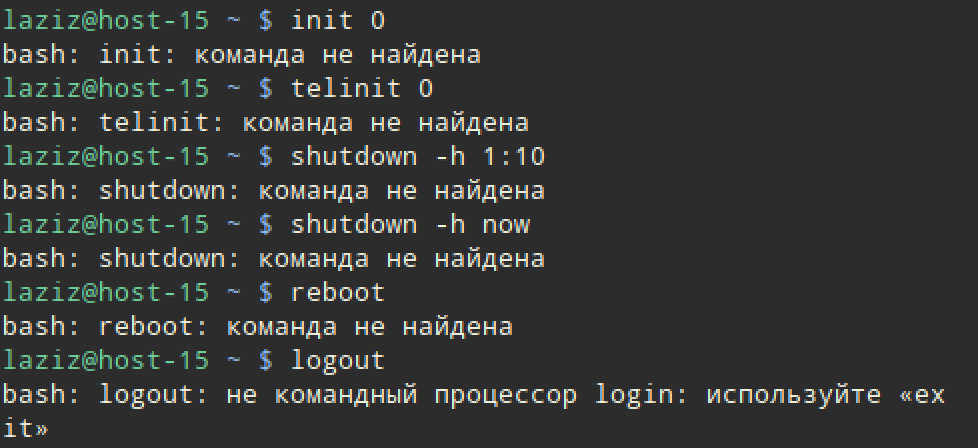 laziz@host-15 ~ $ init 0
bash: init: команда не найдена
laziz@host-15 ~ $ telinit 0
bash: telinit: команда не найдена
laziz@host-15 ~ $ shutdown -h 1:10
bash: shutdown: команда не найдена
laziz@host-15 ~ $ shutdown -h now
bash: shutdown: команда не найдена
laziz@host-15 ~ $ reboot
bash: reboot: команда не найдена
laziz@host-15 ~ $ logout
bash: logout: не командный процессор login: используйте «ex
it»